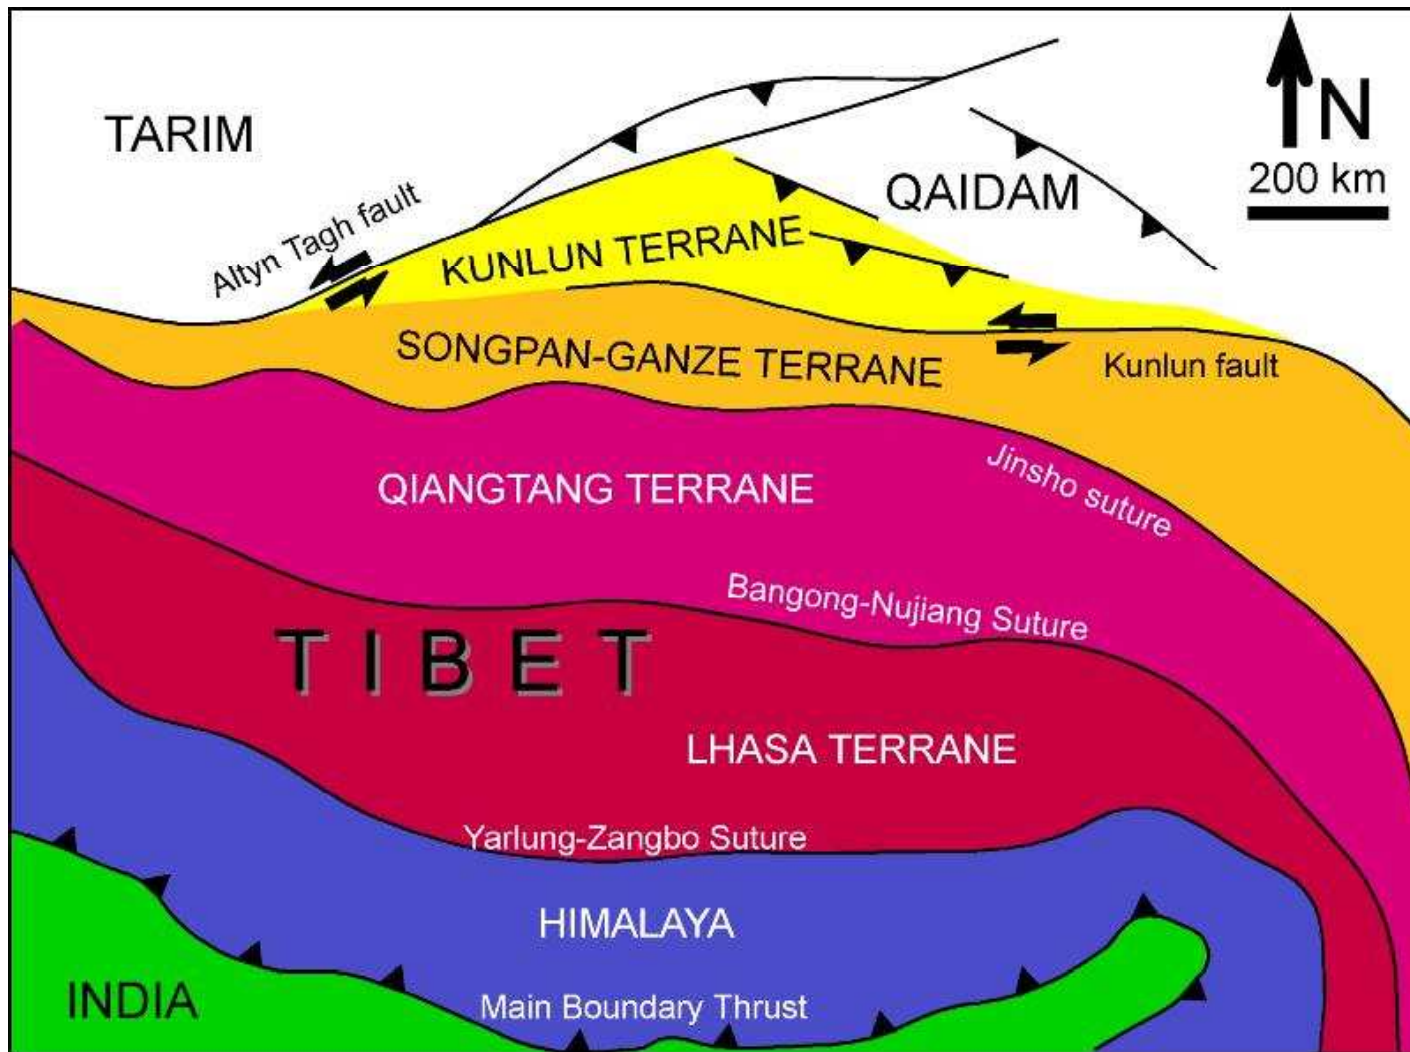 N
200 km
TARIM
QAIDAM
Altyn Tagh fault
KUNLUN TERRANE
SONGPAN-GANZE TERRANE
Kunlun fault
Jinsho suture
QIANGTANG TERRANE
Bangong-Nujiang Suture
TIBET
LHASA TERRANE
Yarlung-Zangbo Suture
HIMALAYA
INDIA
Main Boundary Thrust